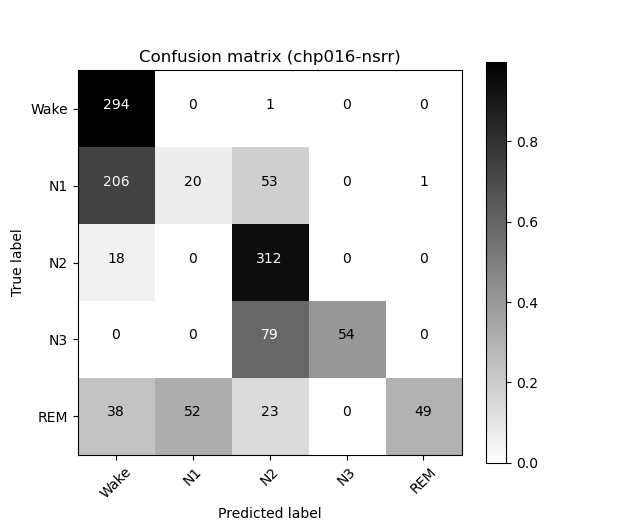 Confusion matrix (chp016-nsrr)
Wake 294 0 1 0 0
N1 206 20 53 0 1
N2 18 0 312 0 0
N3 0 0 79 54 0
REM 38 52 23 0 49
Wake N1 N2 N3 REM
Predicted label
True label
0.8
0.6
0.4
0.2
0.0